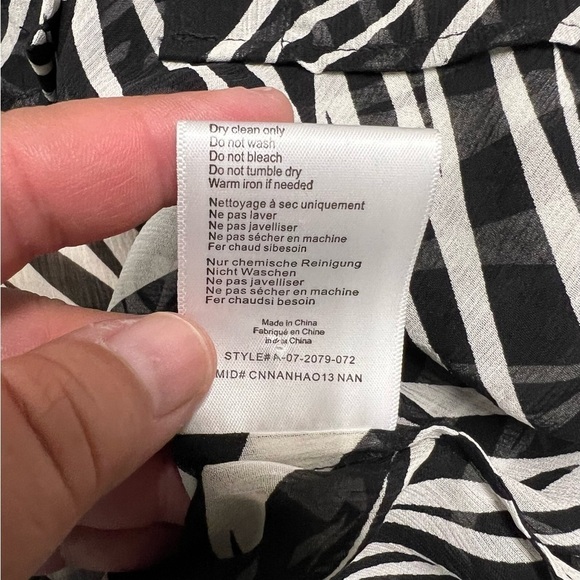 Dry clean only
Do not wash
Do not bleach
Do not tumble dry
Warm iron if needed
Nettoyage à sec uniquement
Ne pas laver
Ne pas javelliser
Ne pas sécher en machine
Fer chaud sibesoin
Nur chemische Reinigung
Nicht Waschen
Ne pas javelliser
Ne pas sécher en machine
Fer chaudsi besoin
Made in China
Fabriqué en Chine
in der China
STYLE# A-07-2079-072
MID# CNNANHAO13 NAN